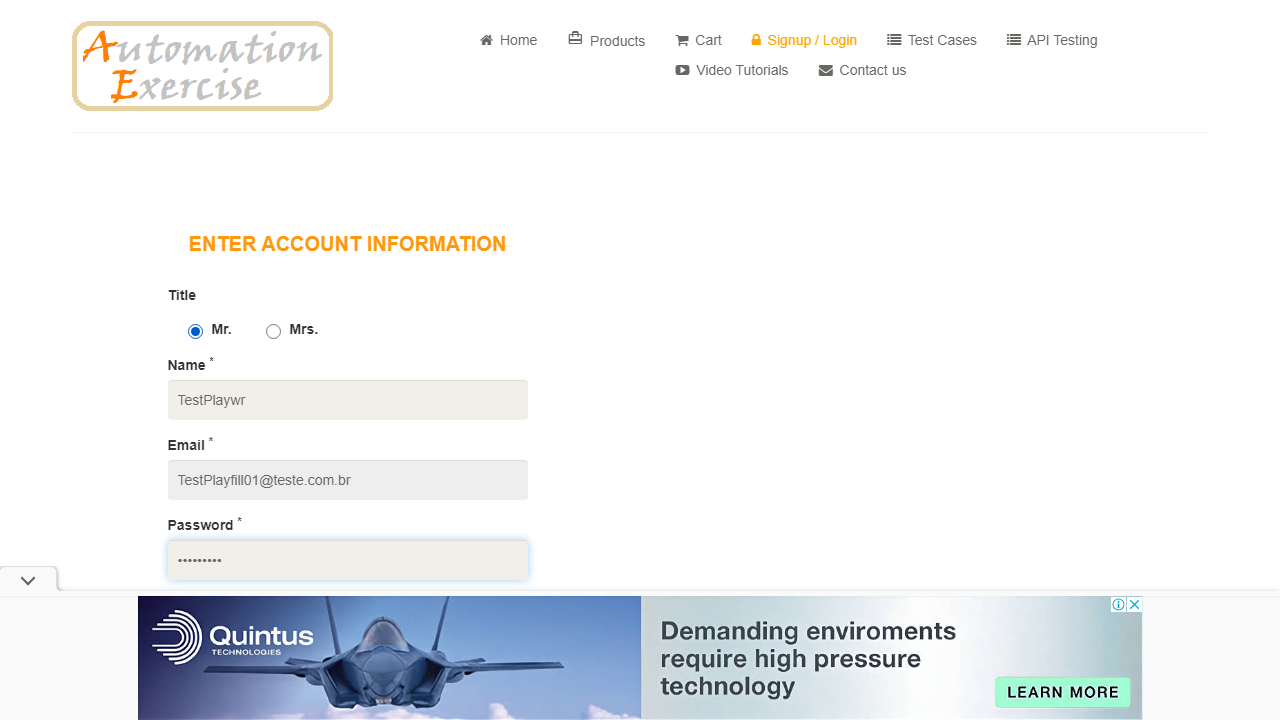 Automation
Exercise
Home
Products
Cart
Signup / Login
Test Cases
API Testing
Video Tutorials
Contact us
ENTER ACCOUNT INFORMATION
Title
Mr.
Mrs.
Name *
TestPlaywr
Email *
TestPlayfill01@teste.com.br
Password *
•••••••••
Quintus
TECHNOLOGIES
Demanding enviroments
require high pressure
technology
LEARN MORE